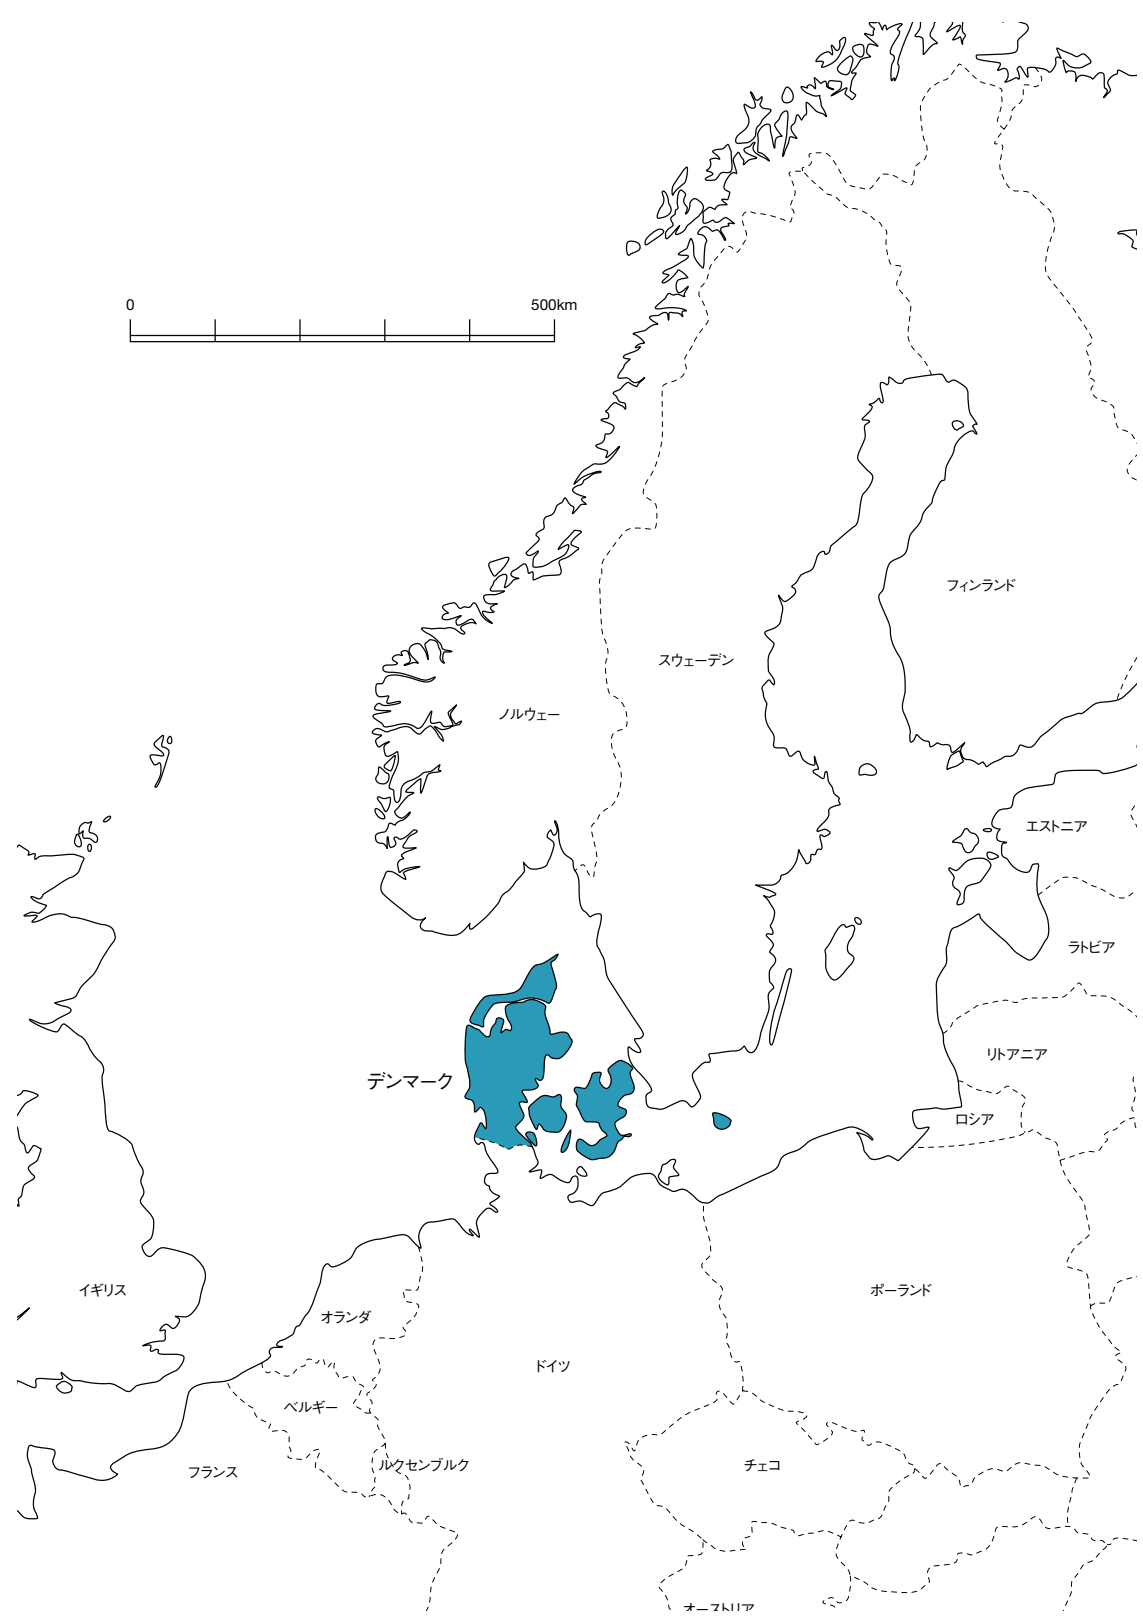 0
500km
フィンランド
スウェーデン
ノルウェー
エストニア
ラトビア
リトアニア
デンマーク
ロシア
イギリス
ポーランド
オランダ
ドイツ
ベルギー
ルクセンブルク
チェコ
フランス
オーストリア